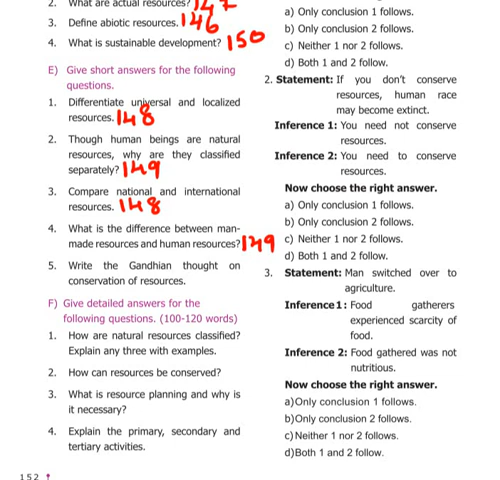 2. What are actual resources? 147
3. Define abiotic resources. 146
4. What is sustainable development? 150
E) Give short answers for the following
questions.
1. Differentiate universal and localized
resources. 148
2. Though human beings are natural
resources, why are they classified
separately? 149
3. Compare national and international
resources. 148
4. What is the difference between man-
made resources and human resources? 149
5. Write the Gandhian thought on
conservation of resources.
F) Give detailed answers for the
following questions. (100-120 words)
1. How are natural resources classified?
Explain any three with examples.
2. How can resources be conserved?
3. What is resource planning and why is
it necessary?
4. Explain the primary, secondary and
tertiary activities.
152
a) Only conclusion 1 follows.
b) Only conclusion 2 follows.
c) Neither 1 nor 2 follows.
d) Both 1 and 2 follow.
2. Statement: If you don't conserve
resources, human race
may become extinct.
Inference 1: You need not conserve
resources.
Inference 2: You need to conserve
resources.
Now choose the right answer.
a) Only conclusion 1 follows.
b) Only conclusion 2 follows.
c) Neither 1 nor 2 follows.
d) Both 1 and 2 follow.
3. Statement: Man switched over to
agriculture.
Inference 1: Food gatherers
experienced scarcity of
food.
Inference 2: Food gathered was not
nutritious.
Now choose the right answer.
a)Only conclusion 1 follows.
b)Only conclusion 2 follows.
c)Neither 1 nor 2 follows.
d)Both 1 and 2 follow.